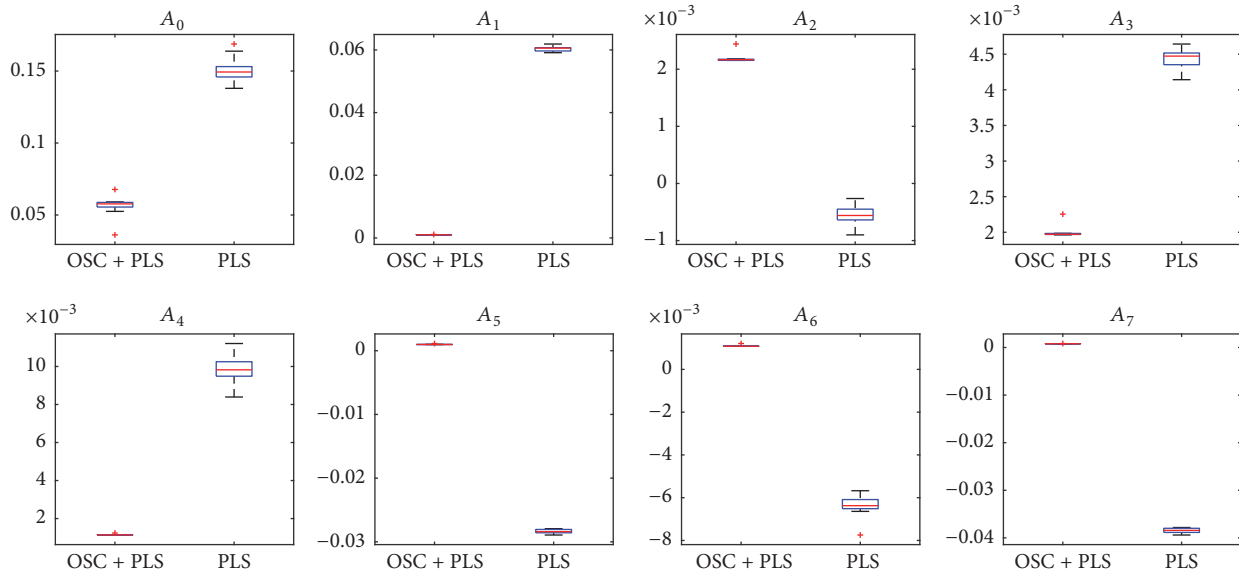 A₀
0.15
0.1
0.05
OSC + PLS PLS
A₁
0.06
0.04
0.02
0
OSC + PLS PLS
×10⁻³ A₂
2
1
0
−1
OSC + PLS PLS
×10⁻³ A₃
4.5
4
3.5
3
2.5
2
OSC + PLS PLS
×10⁻³ A₄
10
8
6
4
2
OSC + PLS PLS
A₅
0
−0.01
−0.02
−0.03
OSC + PLS PLS
×10⁻³ A₆
0
−2
−4
−6
−8
OSC + PLS PLS
A₇
0
−0.01
−0.02
−0.03
−0.04
OSC + PLS PLS